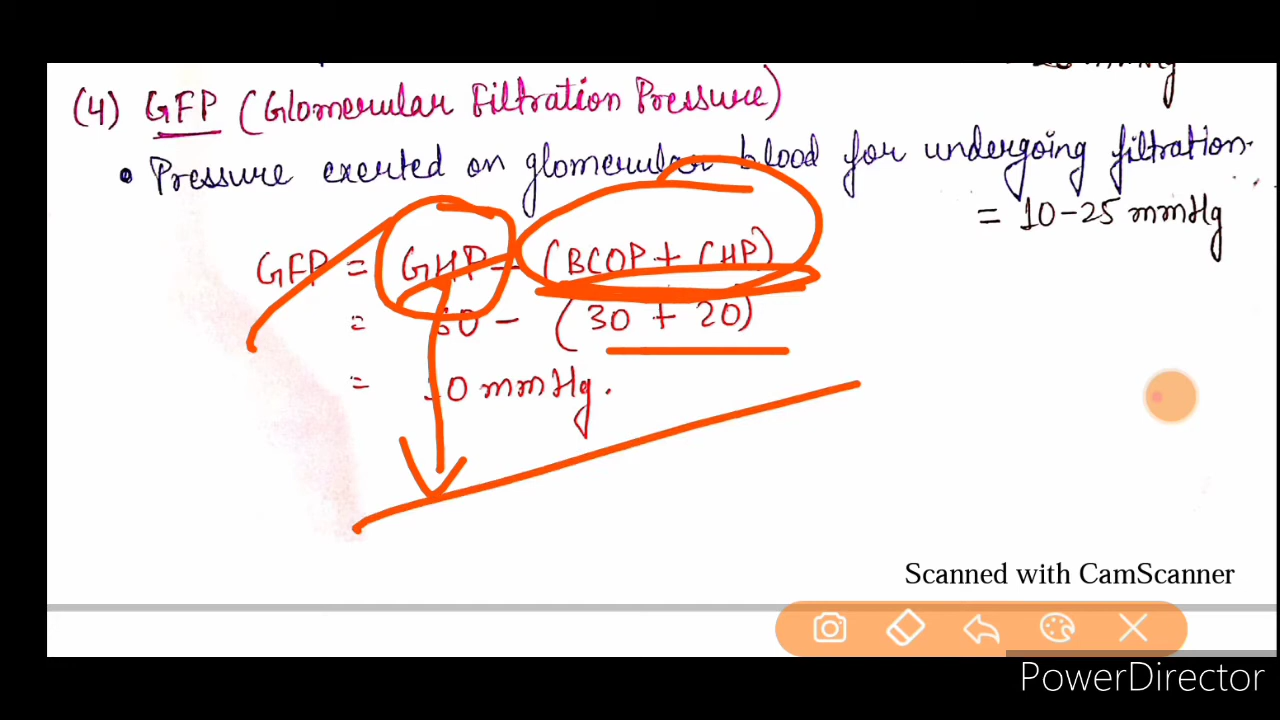 (4) GFP (Glomerular Filtration Pressure)
• Pressure exerted on glomerular blood for undergoing filtration.
= 10-25 mmHg
GFP = GHP - (BCOP + CHP)
= - (30 + 20)
= mmHg.
Scanned with CamScanner
PowerDirector